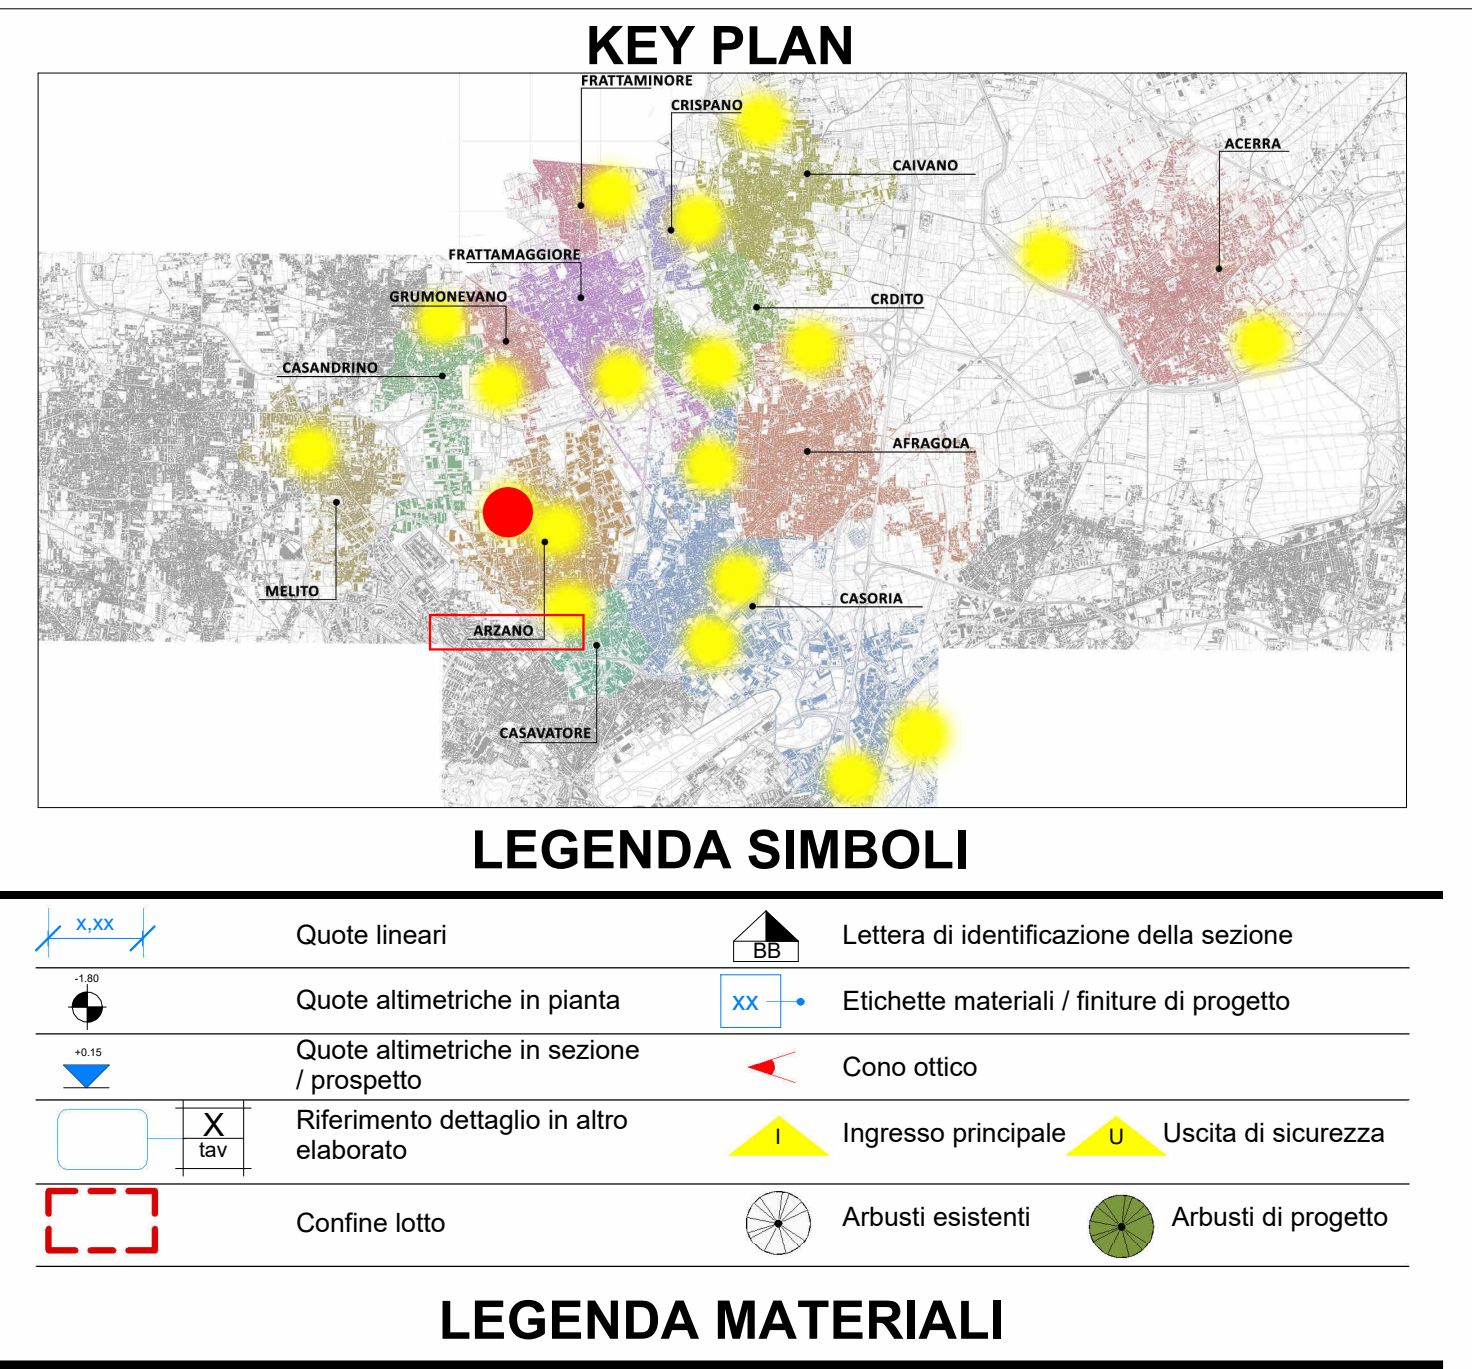 KEY PLAN
FRATTAMINORE
CRISPANO
ACERRA
CAIVANO
FRATTAMAGGIORE
GRUMONEVANO
CRDITO
CASANDRINO
AFRAGOLA
MELITO
CASORIA
ARZANO
CASAVATORE
LEGENDA SIMBOLI
x,xx
Quote lineari
BB
Lettera di identificazione della sezione
-1.80
Quote altimetriche in pianta
xx
Etichette materiali / finiture di progetto
+0.15
Quote altimetriche in sezione
/ prospetto
Cono ottico
X
tav
Riferimento dettaglio in altro
elaborato
I
Ingresso principale
U
Uscita di sicurezza
Confine lotto
Arbusti esistenti
Arbusti di progetto
LEGENDA MATERIALI